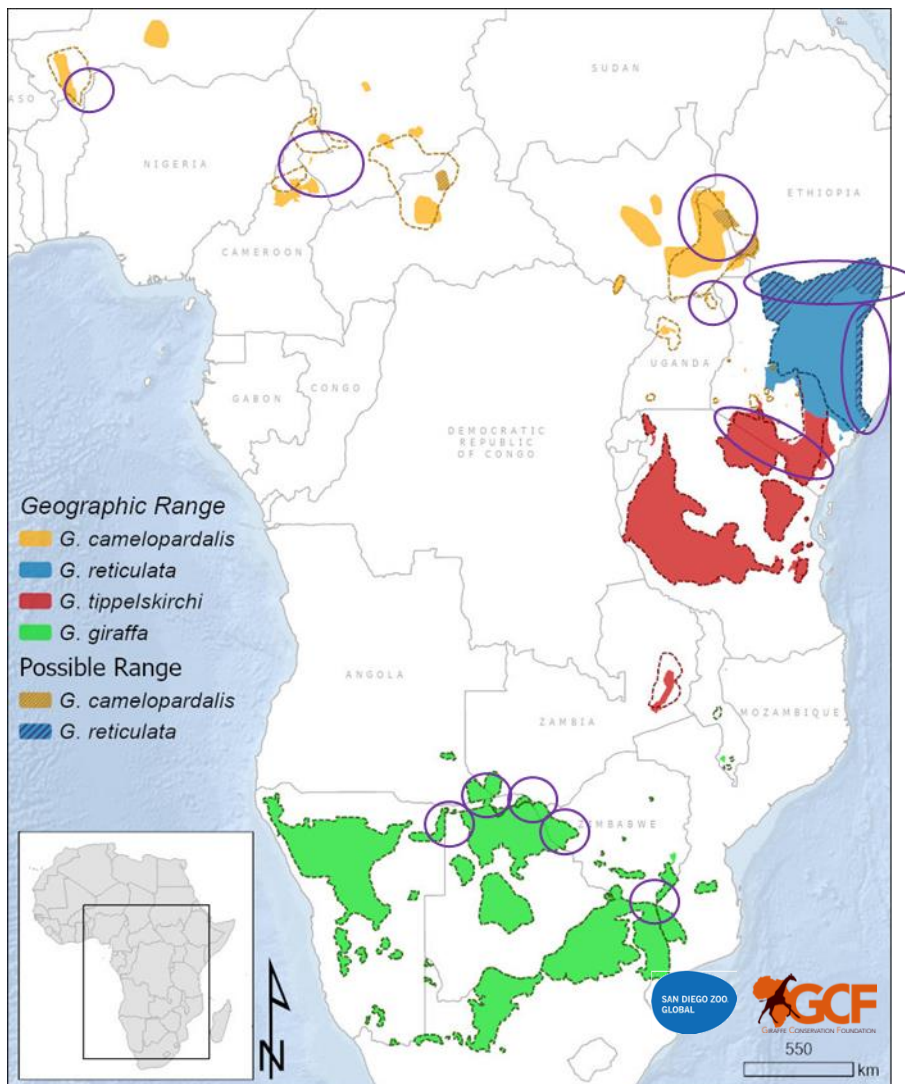 SUDAN
ASO
NIGERIA
ETHIOPIA
CAMEROON
UGANDA
GABON
CONGO
DEMOCRATIC
REPUBLIC
OF CONGO
Geographic Range
G. camelopardalis
G. reticulata
G. tippelskirchi
G. giraffa
Possible Range
G. camelopardalis
G. reticulata
ANGOLA
ZAMBIA
MOZAMBIQUE
ZIMBABWE
N
SAN DIEGO ZOO
GLOBAL
GCF
GIRAFFE CONSERVATION FOUNDATION
550
km